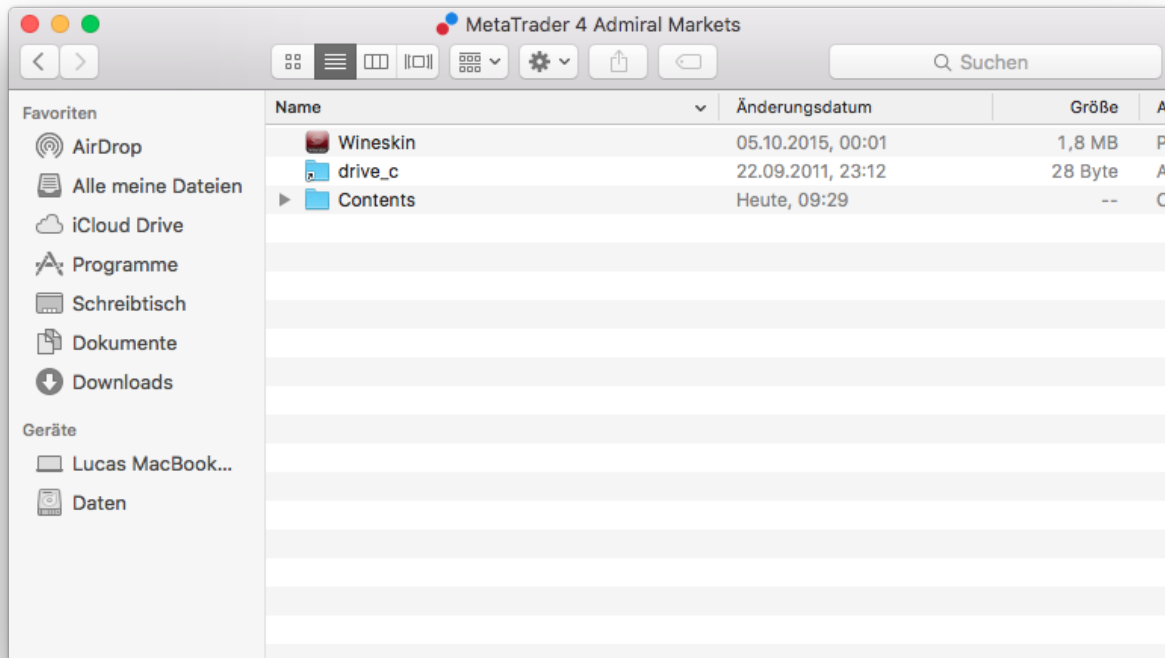 MetaTrader 4 Admiral Markets
Suchen
Favoriten
AirDrop
Alle meine Dateien
iCloud Drive
Programme
Schreibtisch
Dokumente
Downloads
Geräte
Lucas MacBook...
Daten
Name Änderungsdatum Größe
Wineskin 05.10.2015, 00:01 1,8 MB
drive_c 22.09.2011, 23:12 28 Byte
Contents Heute, 09:29 --